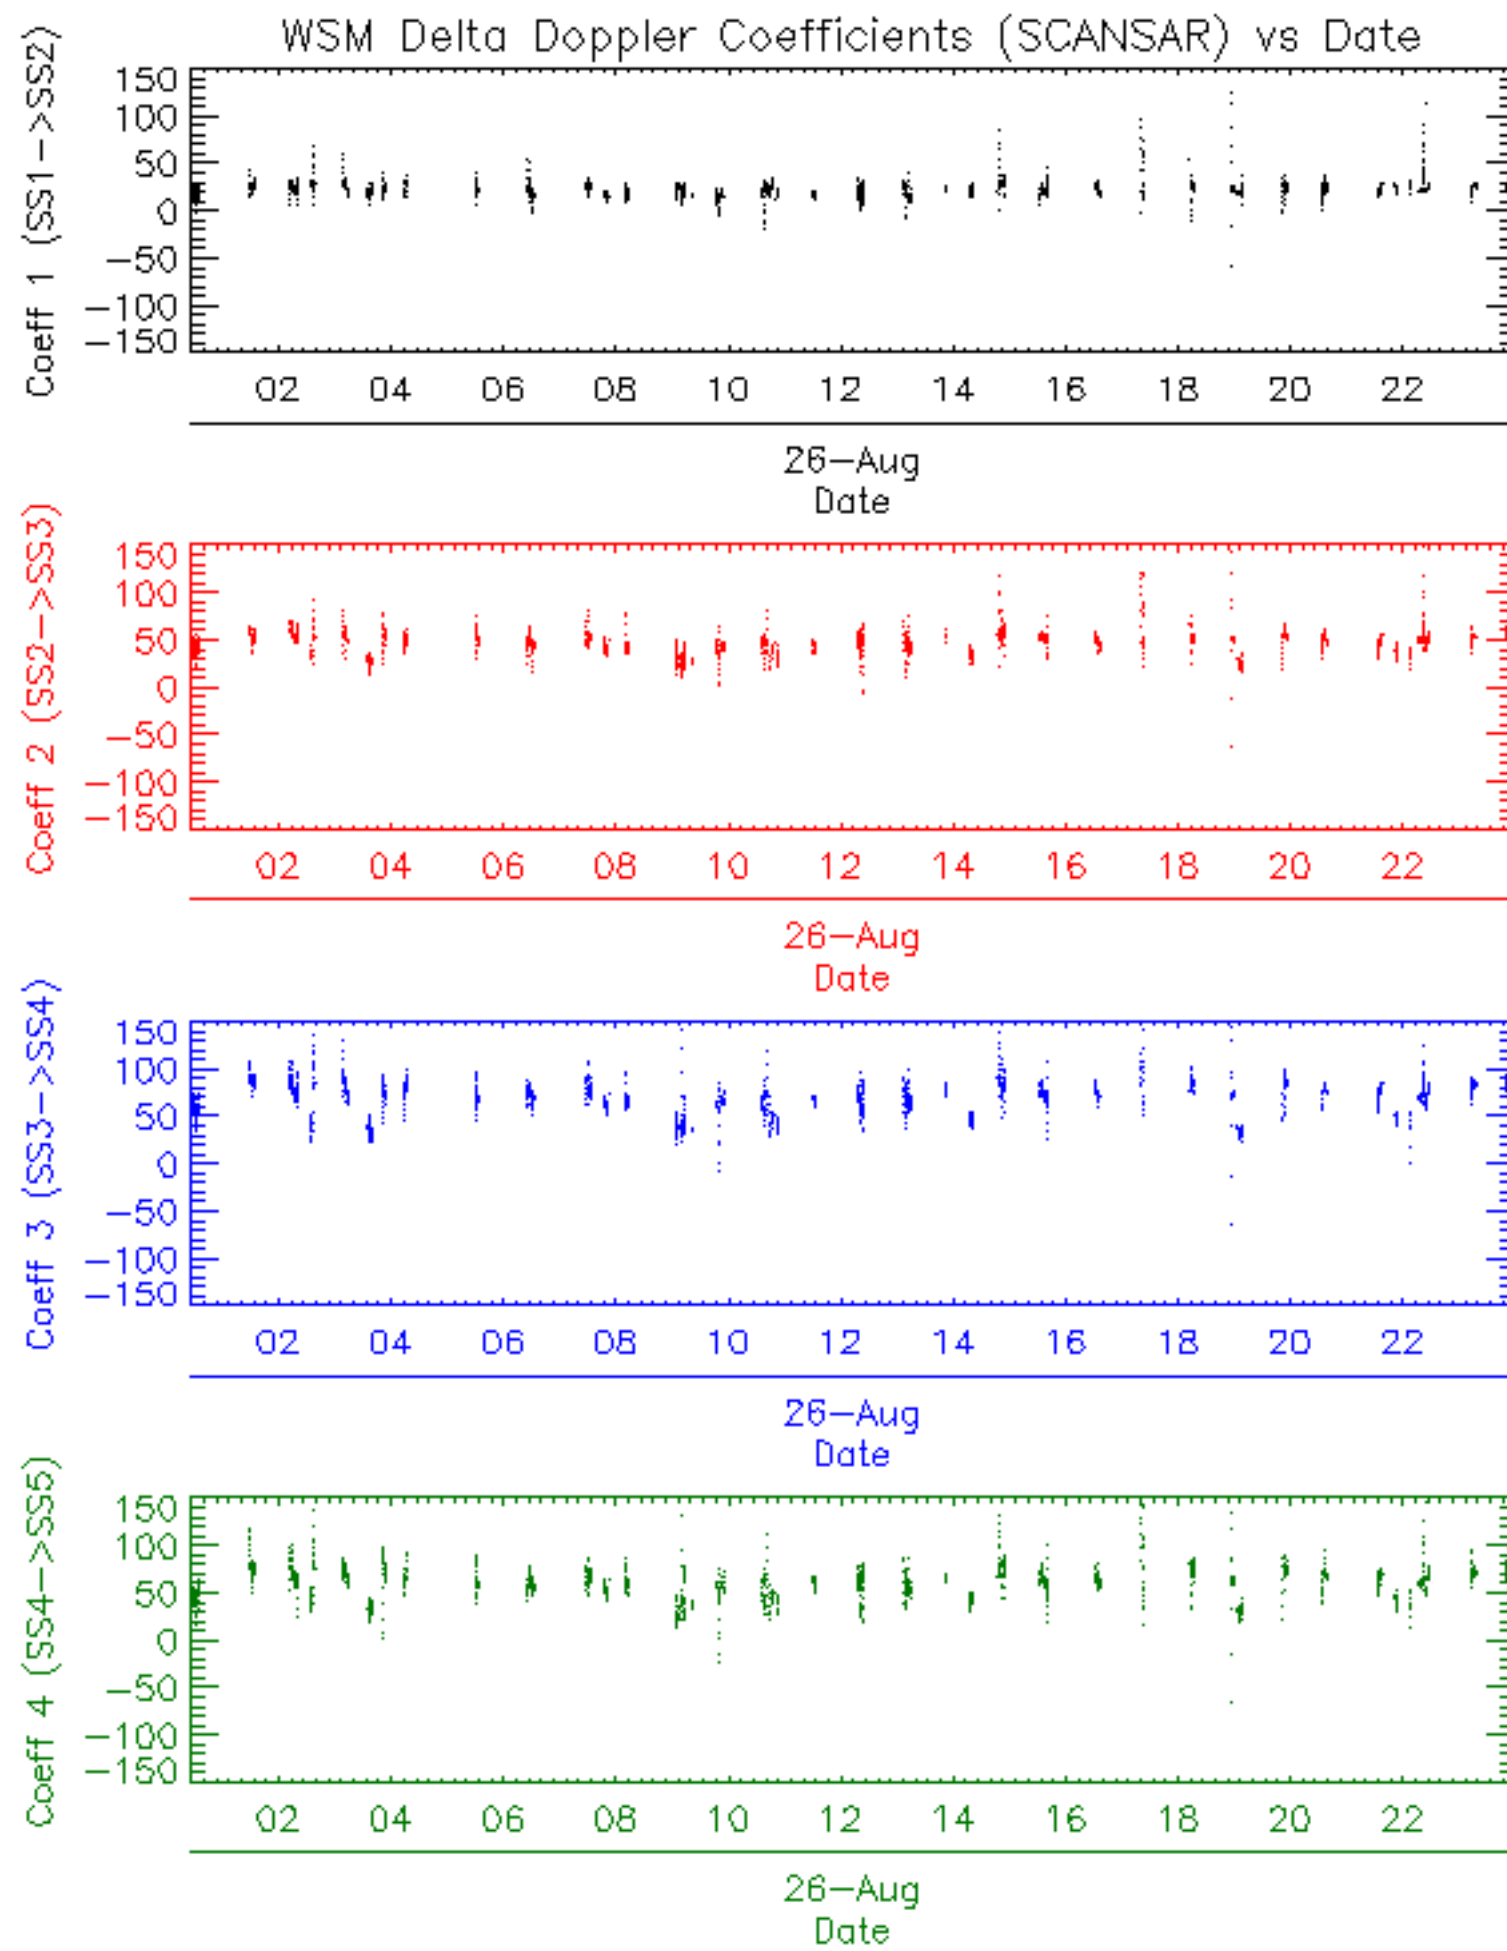 WSM Delta Doppler Coefficients (SCANSAR) vs Date
Coeff 1 (SS1->SS2)
150
100
50
0
-50
-100
-150
02 04 06 08 10 12 14 16 18 20 22
26-Aug
Date
Coeff 2 (SS2->SS3)
150
100
50
0
-50
-100
-150
02 04 06 08 10 12 14 16 18 20 22
26-Aug
Date
Coeff 3 (SS3->SS4)
150
100
50
0
-50
-100
-150
02 04 06 08 10 12 14 16 18 20 22
26-Aug
Date
Coeff 4 (SS4->SS5)
150
100
50
0
-50
-100
-150
02 04 06 08 10 12 14 16 18 20 22
26-Aug
Date